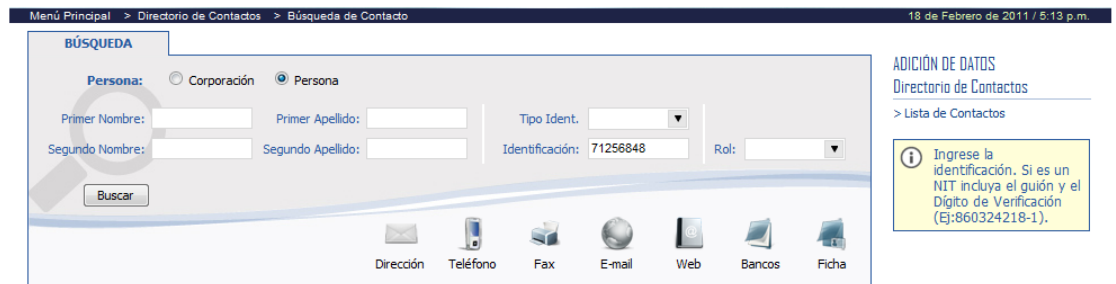 Menú Principal > Directorio de Contactos > Búsqueda de Contacto
18 de Febrero de 2011 / 5:13 p.m.
BÚSQUEDA
Persona: Corporación Persona
Primer Nombre: Primer Apellido: Tipo Ident.
Segundo Nombre: Segundo Apellido: Identificación: 71256848 Rol:
Buscar
Dirección Teléfono Fax E-mail Web Bancos Ficha
ADICIÓN DE DATOS
Directorio de Contactos
> Lista de Contactos
Ingrese la
identificación. Si es un
NIT incluya el guión y el
Dígito de Verificación
(Ej:860324218-1).